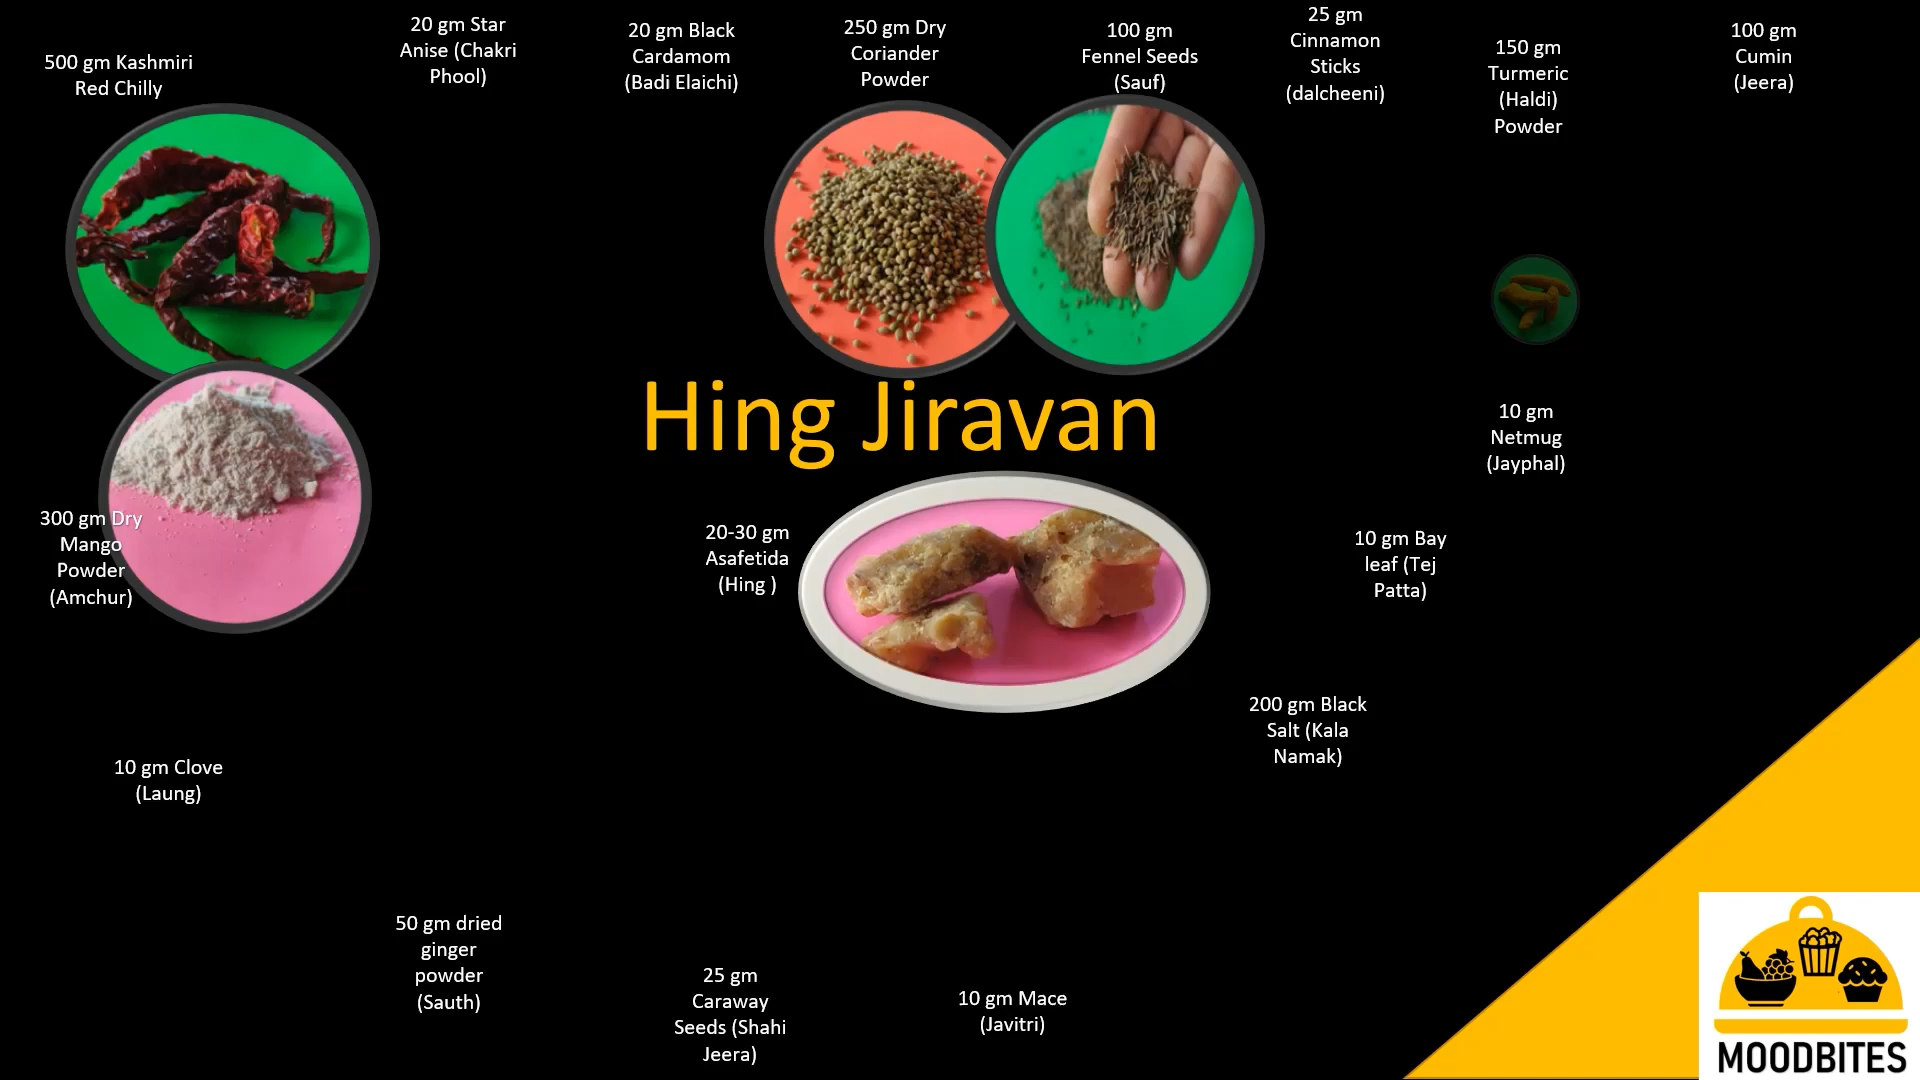 500 gm Kashmiri
Red Chilly
20 gm Star
Anise (Chakri
Phool)
20 gm Black
Cardamom
(Badi Elaichi)
250 gm Dry
Coriander
Powder
100 gm
Fennel Seeds
(Sauf)
25 gm
Cinnamon
Sticks
(dalcheeni)
150 gm
Turmeric
(Haldi)
Powder
100 gm
Cumin
(Jeera)
Hing Jiravan
10 gm
Netmug
(Jayphal)
300 gm Dry
Mango
Powder
(Amchur)
20-30 gm
Asafetida
(Hing )
10 gm Bay
leaf (Tej
Patta)
200 gm Black
Salt (Kala
Namak)
10 gm Clove
(Laung)
50 gm dried
ginger
powder
(Sauth)
25 gm
Caraway
Seeds (Shahi
Jeera)
10 gm Mace
(Javitri)
MOODBITES